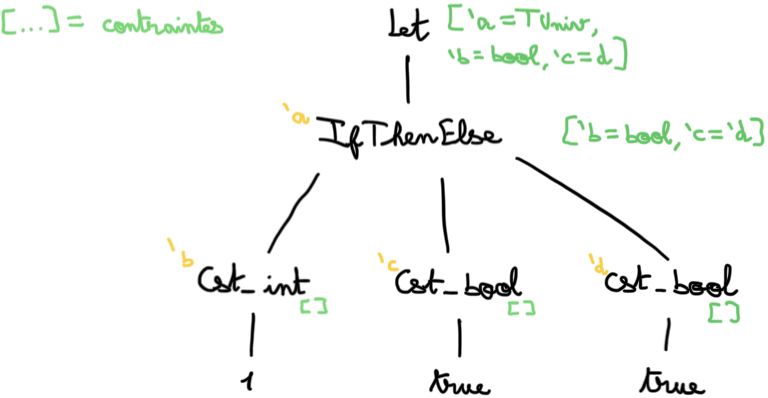 [...] = contraintes
Let ['a = TUniv,
'b = bool, 'c = d]
'a IfThenElse ['b = bool, 'c = 'd]
'b Cst_int [] 'c Cst_bool [] 'd Cst_bool []
1 true true